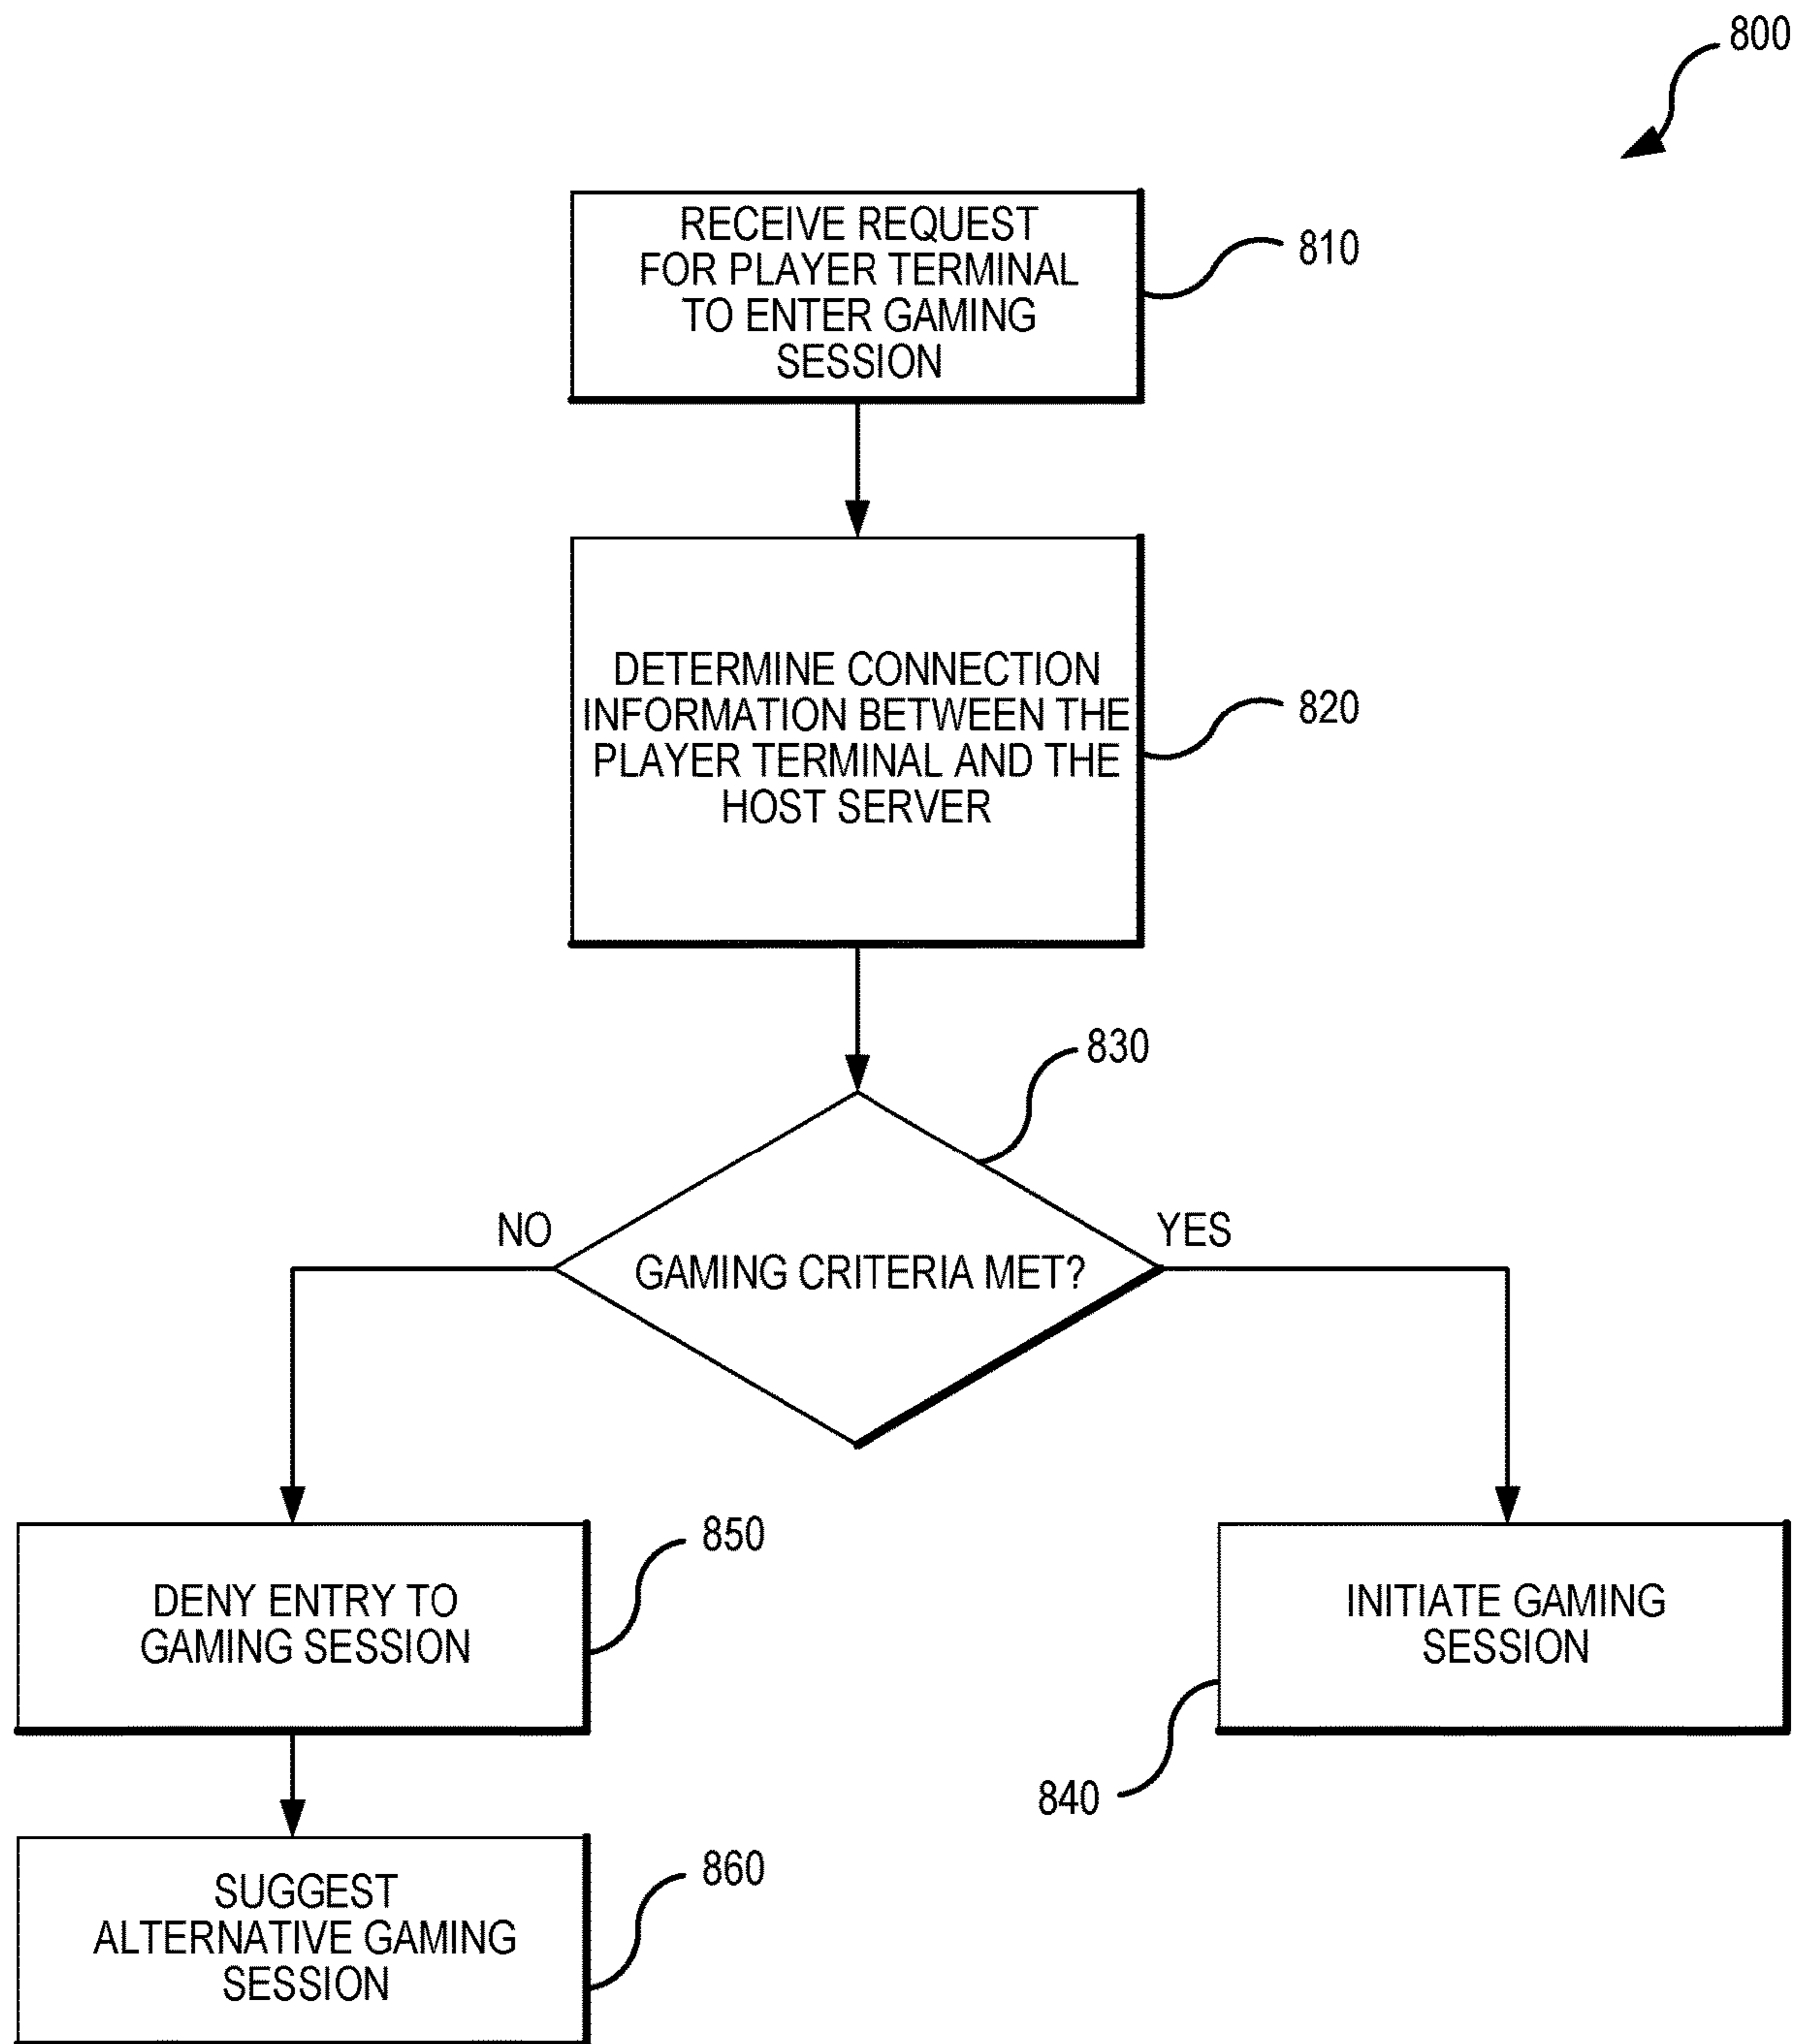 800
RECEIVE REQUEST
FOR PLAYER TERMINAL
TO ENTER GAMING
SESSION
810
DETERMINE CONNECTION
INFORMATION BETWEEN THE
PLAYER TERMINAL AND THE
HOST SERVER
820
830
NO
YES
GAMING CRITERIA MET?
850
DENY ENTRY TO
GAMING SESSION
INITIATE GAMING
SESSION
840
860
SUGGEST
ALTERNATIVE GAMING
SESSION